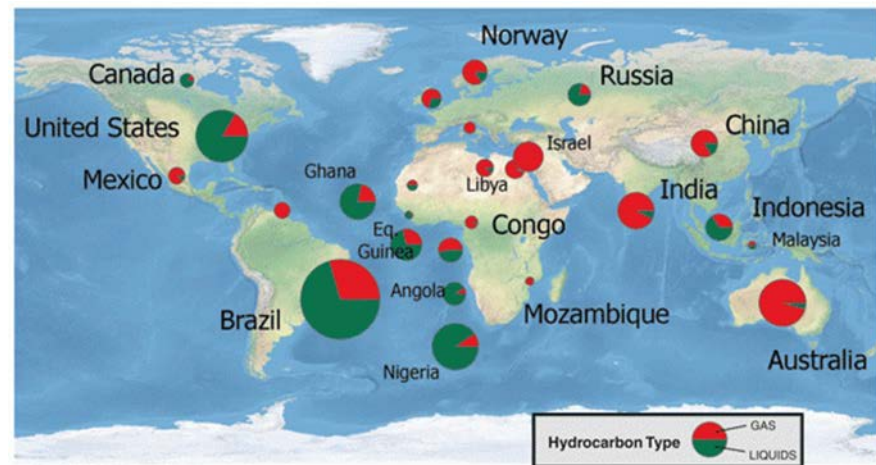 Norway
Canada
Russia
United States
China
Israel
Mexico
Ghana
Libya
India
Indonesia
Congo
Eq.
Guinea
Malaysia
Angola
Brazil
Mozambique
Nigeria
Australia
Hydrocarbon Type
GAS
LIQUIDS